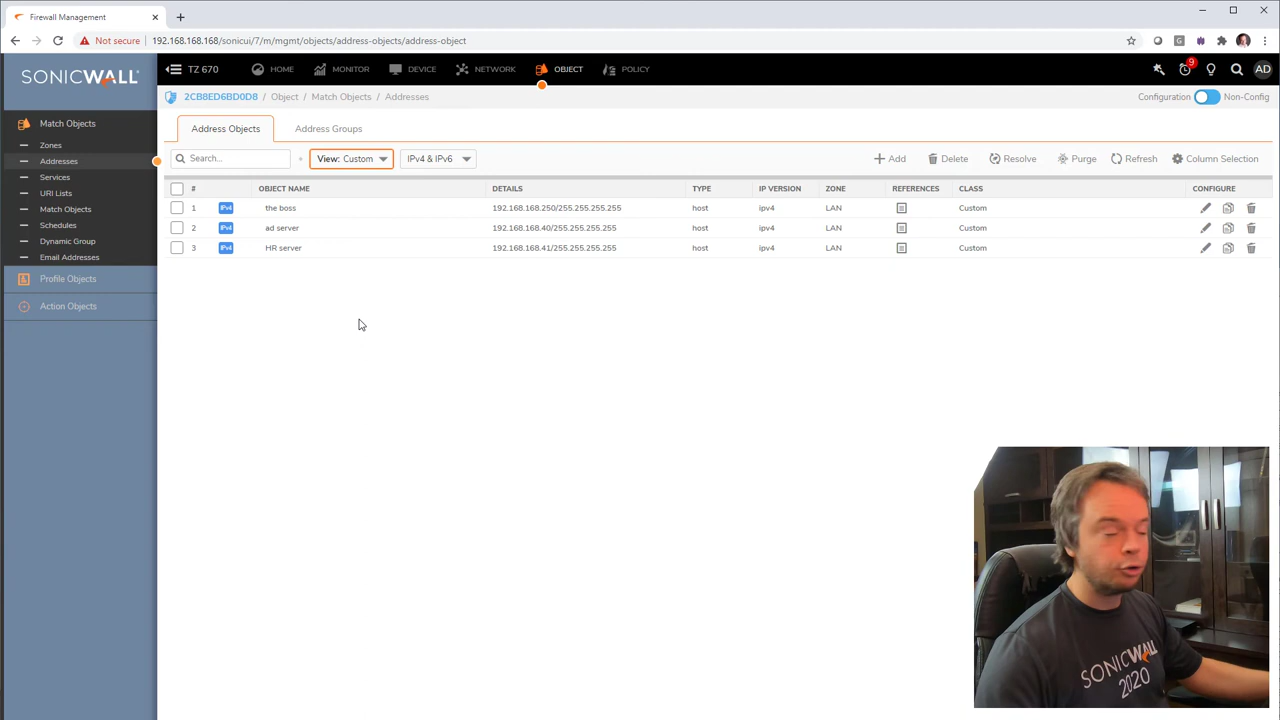 Firewall Management
Not secure 192.168.168.168/sonicui/7/m/mgmt/objects/address-objects/address-object
SONICWALL
TZ 670 HOME MONITOR DEVICE NETWORK OBJECT POLICY 9 AD
2CB8ED6BD0D8 / Object / Match Objects / Addresses Configuration Non-Config
Match Objects
Zones
Addresses
Services
URI Lists
Match Objects
Schedules
Dynamic Group
Email Addresses
Profile Objects
Action Objects
Address Objects Address Groups
Search... View: Custom IPv4 & IPv6 Add Delete Resolve Purge Refresh Column Selection
# OBJECT NAME DETAILS TYPE IP VERSION ZONE REFERENCES CLASS CONFIGURE
1 IPv4 the boss 192.168.168.250/255.255.255.255 host ipv4 LAN Custom
2 IPv4 ad server 192.168.168.40/255.255.255.255 host ipv4 LAN Custom
3 IPv4 HR server 192.168.168.41/255.255.255.255 host ipv4 LAN Custom
SONICWALL
2020